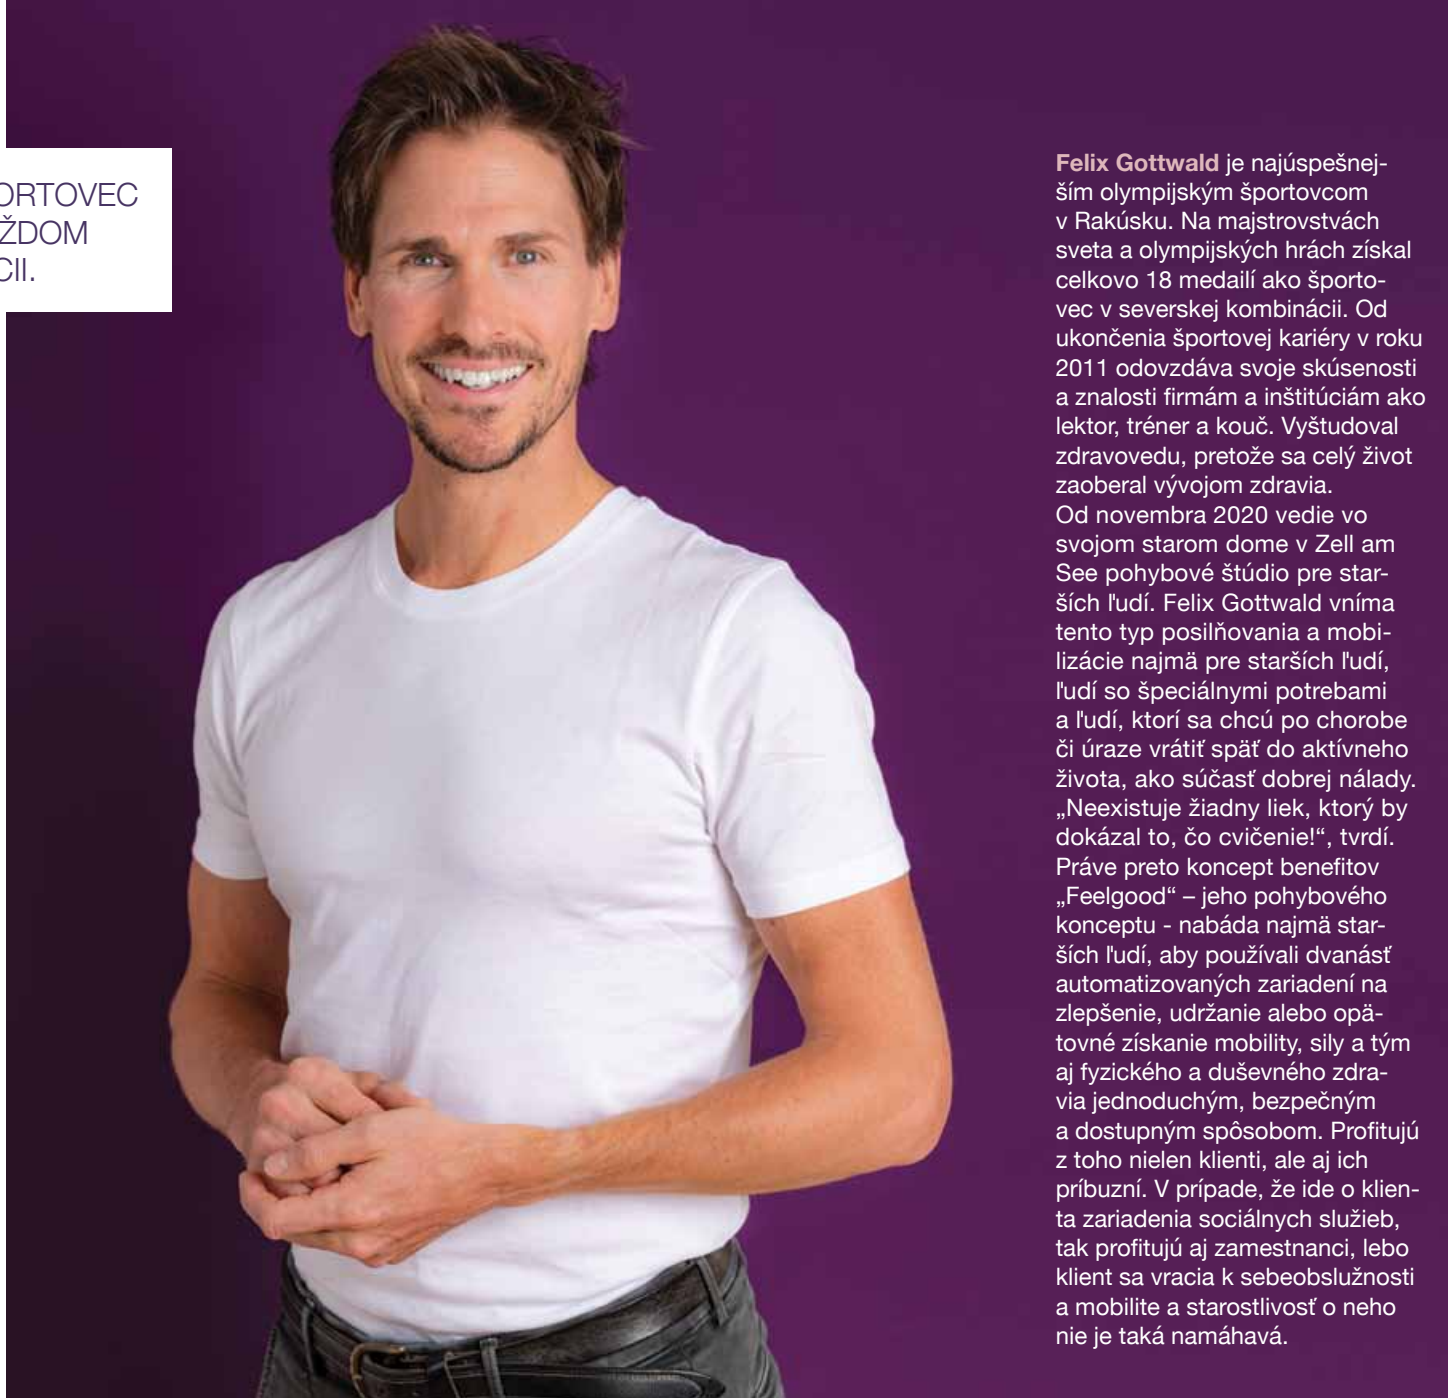 ORTOVEC
ŽDOM
CII.
Felix Gottwald je najúspešnej-
ším olympijským športovcom
v Rakúsku. Na majstrovstvách
sveta a olympijských hrách získal
celkovo 18 medailí ako športo-
vec v severskej kombinácii. Od
ukončenia športovej kariéry v roku
2011 odovzdáva svoje skúsenosti
a znalosti firmám a inštitúciám ako
lektor, tréner a kouč. Vyštudoval
zdravovedu, pretože sa celý život
zaoberal vývojom zdravia.
Od novembra 2020 vedie vo
svojom starom dome v Zell am
See pohybové štúdio pre star-
ších ľudí. Felix Gottwald vníma
tento typ posilňovania a mobi-
lizácie najmä pre starších ľudí,
ľudí so špeciálnymi potrebami
a ľudí, ktorí sa chcú po chorobe
či úraze vrátiť späť do aktívneho
života, ako súčasť dobrej nálady.
„Neexistuje žiadny liek, ktorý by
dokázal to, čo cvičenie!“, tvrdí.
Práve preto koncept benefitov
„Feelgood“ – jeho pohybového
konceptu - nabáda najmä star-
ších ľudí, aby používali dvanásť
automatizovaných zariadení na
zlepšenie, udržanie alebo opä-
tovné získanie mobility, sily a tým
aj fyzického a duševného zdra-
via jednoduchým, bezpečným
a dostupným spôsobom. Profitujú
z toho nielen klienti, ale aj ich
príbuzní. V prípade, že ide o klien-
ta zariadenia sociálnych služieb,
tak profitujú aj zamestnanci, lebo
klient sa vracia k sebeobslužnosti
a mobilite a starostlivosť o neho
nie je taká namáhavá.